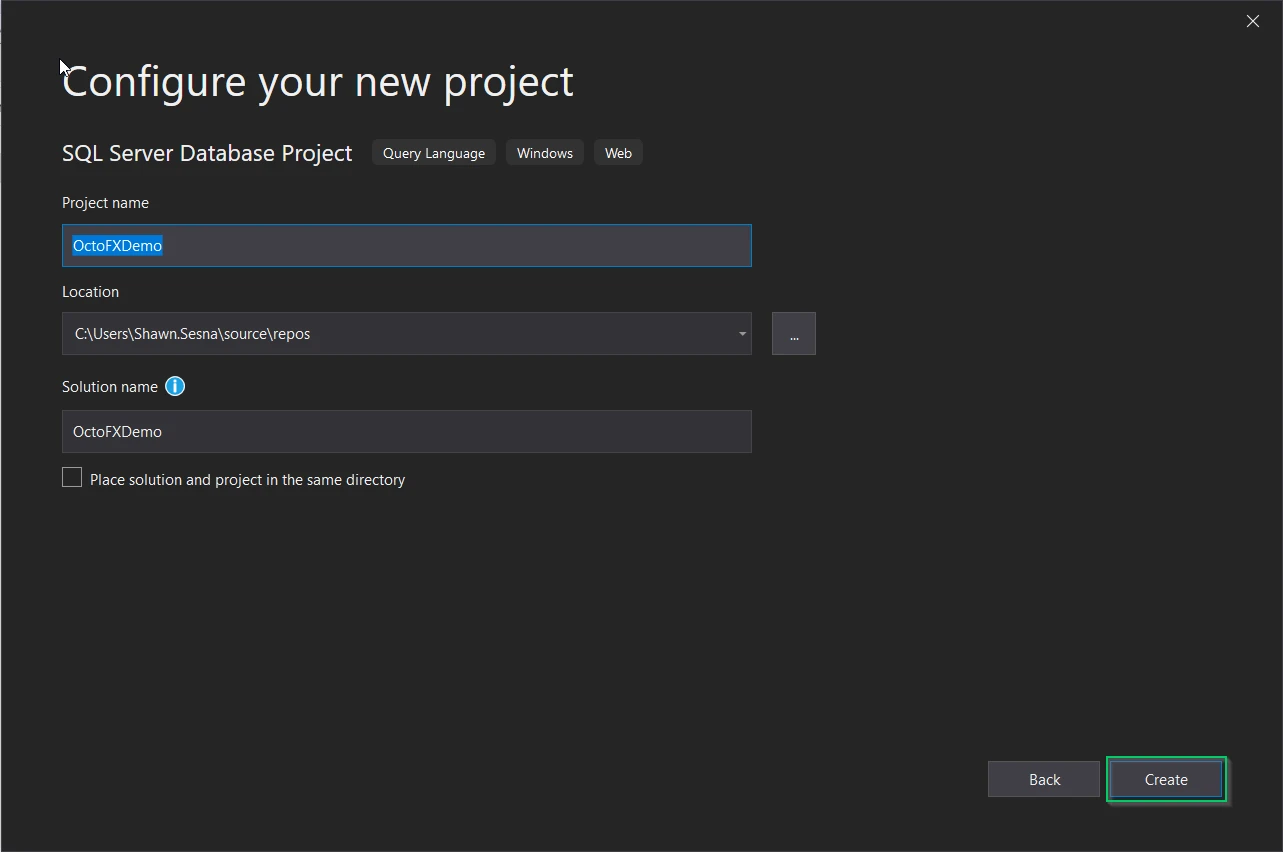 Configure your new project
SQL Server Database Project Query Language Windows Web
Project name
OctoFXDemo
Location
C:\Users\Shawn.Sesna\source\repos
...
Solution name
OctoFXDemo
Place solution and project in the same directory
Back Create